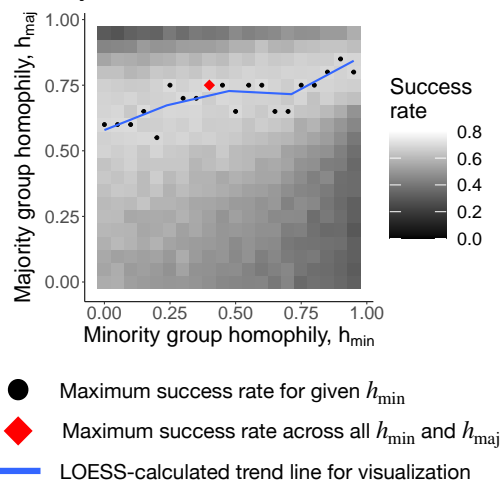 1.00
0.75
0.50
0.25
0.00
Majority group homophily, hmaj
0.00 0.25 0.50 0.75 1.00
Minority group homophily, hmin
Success
rate
0.8
0.6
0.4
0.2
0.0
Maximum success rate for given hmin
Maximum success rate across all hmin and hmaj
LOESS-calculated trend line for visualization